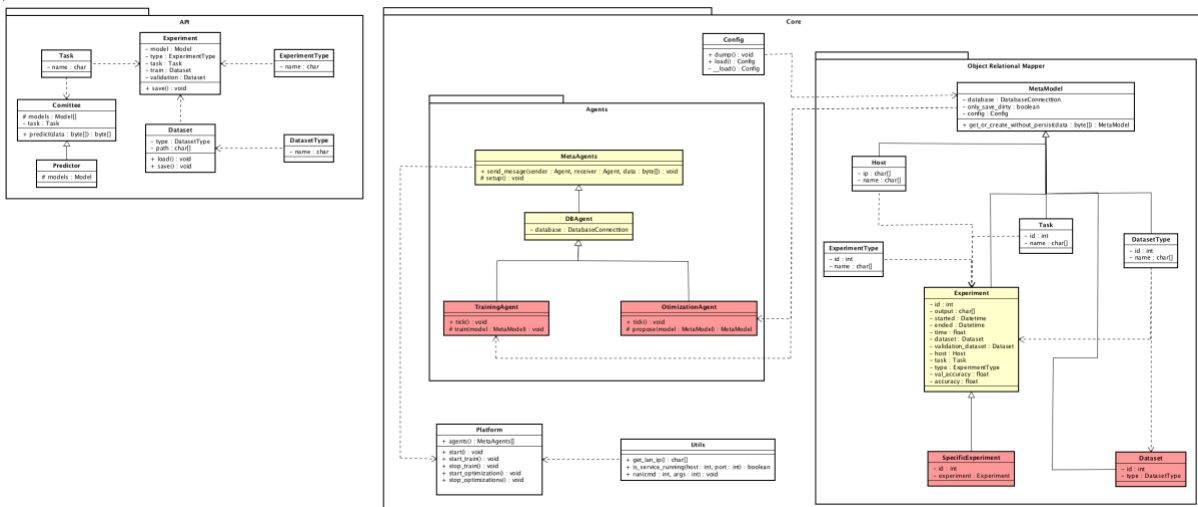 API
Experiment
- model : Model
- type : ExperimentType
- task : Task
- train : Dataset
- validation : Dataset
+ save() : void
Task
- name : char
ExperimentType
- name : char
Comittee
# models : Model[]
- task : Task
+ predict(data : byte[]) : byte[]
Predictor
# models : Model
Dataset
- type : DatasetType
- path : char[]
+ load() : void
+ save() : void
DatasetType
- name : char
Core
Config
+ dump() : void
+ load() : Config
- __load() : Config
Agents
MetaAgents
+ send_mesage(sender : Agent, receiver : Agent, data : byte[]) : void
# setup() : void
DBAgent
- database : DatabaseConnecttion
TrainingAgent
+ tick() : void
# train(model : MetaModel) : void
OtimizationAgent
+ tick() : void
# propose(model : MetaModel) : MetaModel
Platform
+ agents() : MetaAgents[]
+ start() : void
+ start_train() : void
+ stop_train() : void
+ start_optimization() : void
+ stop_optimizations() : void
Utils
+ get_lan_ip() : char[]
+ is_service_running(host : int, port : int) : boolean
+ run(cmd : int, args : int) : void
Object Relational Mapper
MetaModel
- database : DatabaseConnecttion
- only_save_dirty : boolean
- config : Config
+ get_or_create_without_persist(data : byte[]) : MetaModel
Host
- ip : char[]
- name : char[]
Task
- id : int
- name : char[]
DatasetType
- id : int
- name : char[]
ExperimentType
- id : int
- name : char[]
Experiment
- id : int
- output : char[]
- started : Datetime
- ended : Datetime
- time : float
- dataset : Dataset
- validation_dataset : Dataset
- host : Host
- task : Task
- type : ExperimentType
- val_accuracy : float
- accuracy : float
SpecificExperiment
- id : int
- experiment : Experiment
Dataset
- id : int
- type : DatasetType